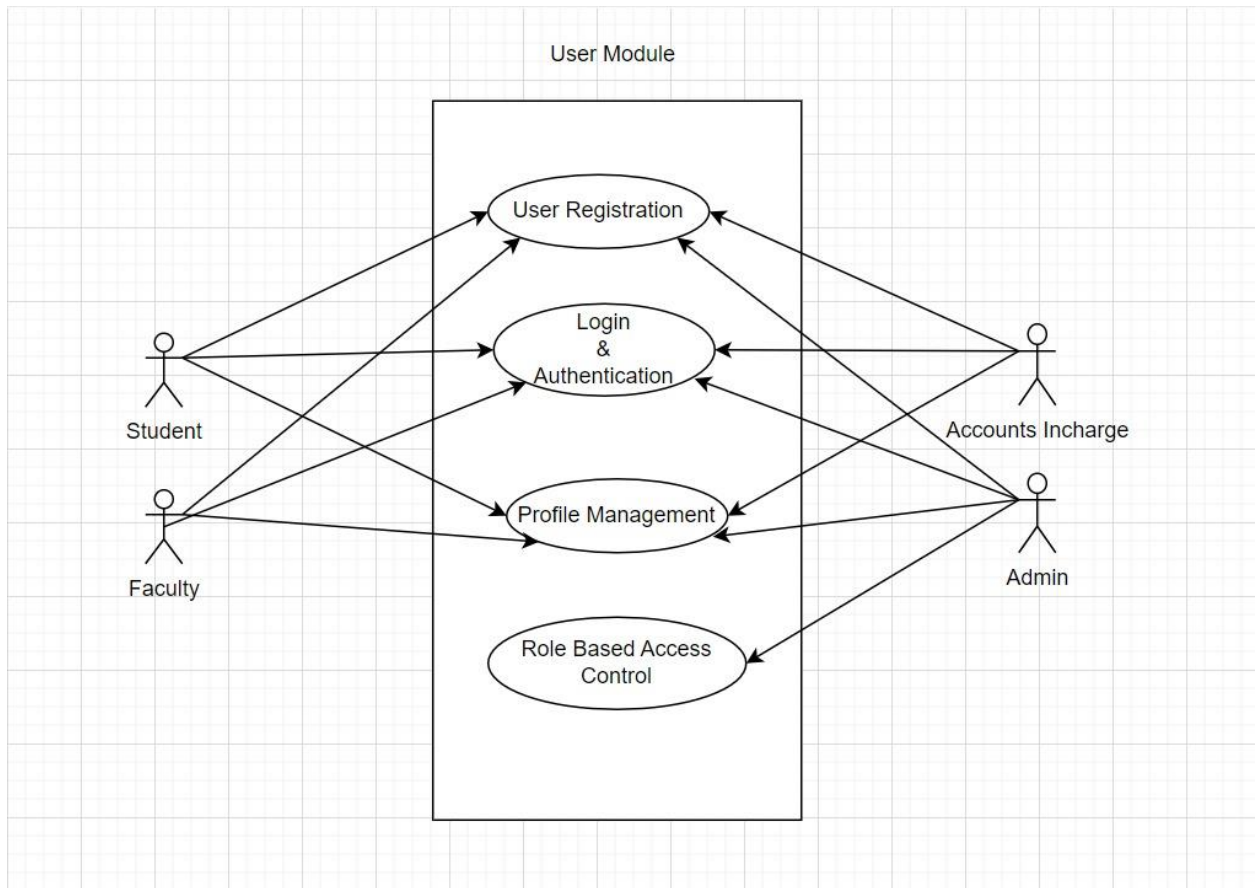 User Module
User Registration
Login
&
Authentication
Student
Accounts Incharge
Profile Management
Faculty
Admin
Role Based Access
Control